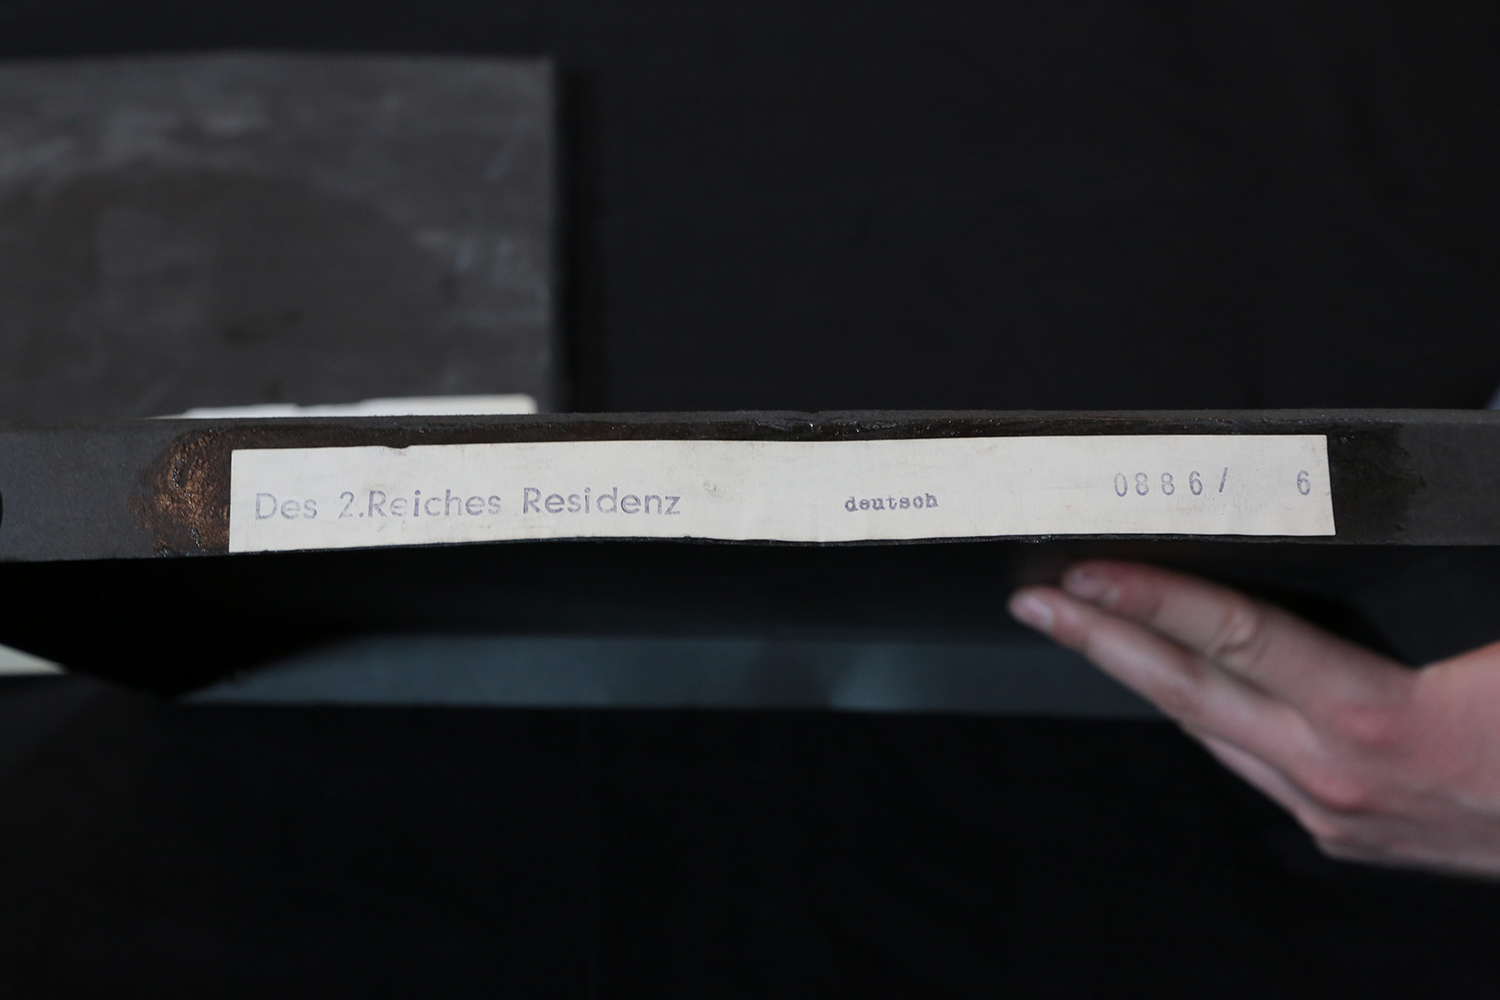 Des 2.Reiches Residenz deutsch 0886/ 6